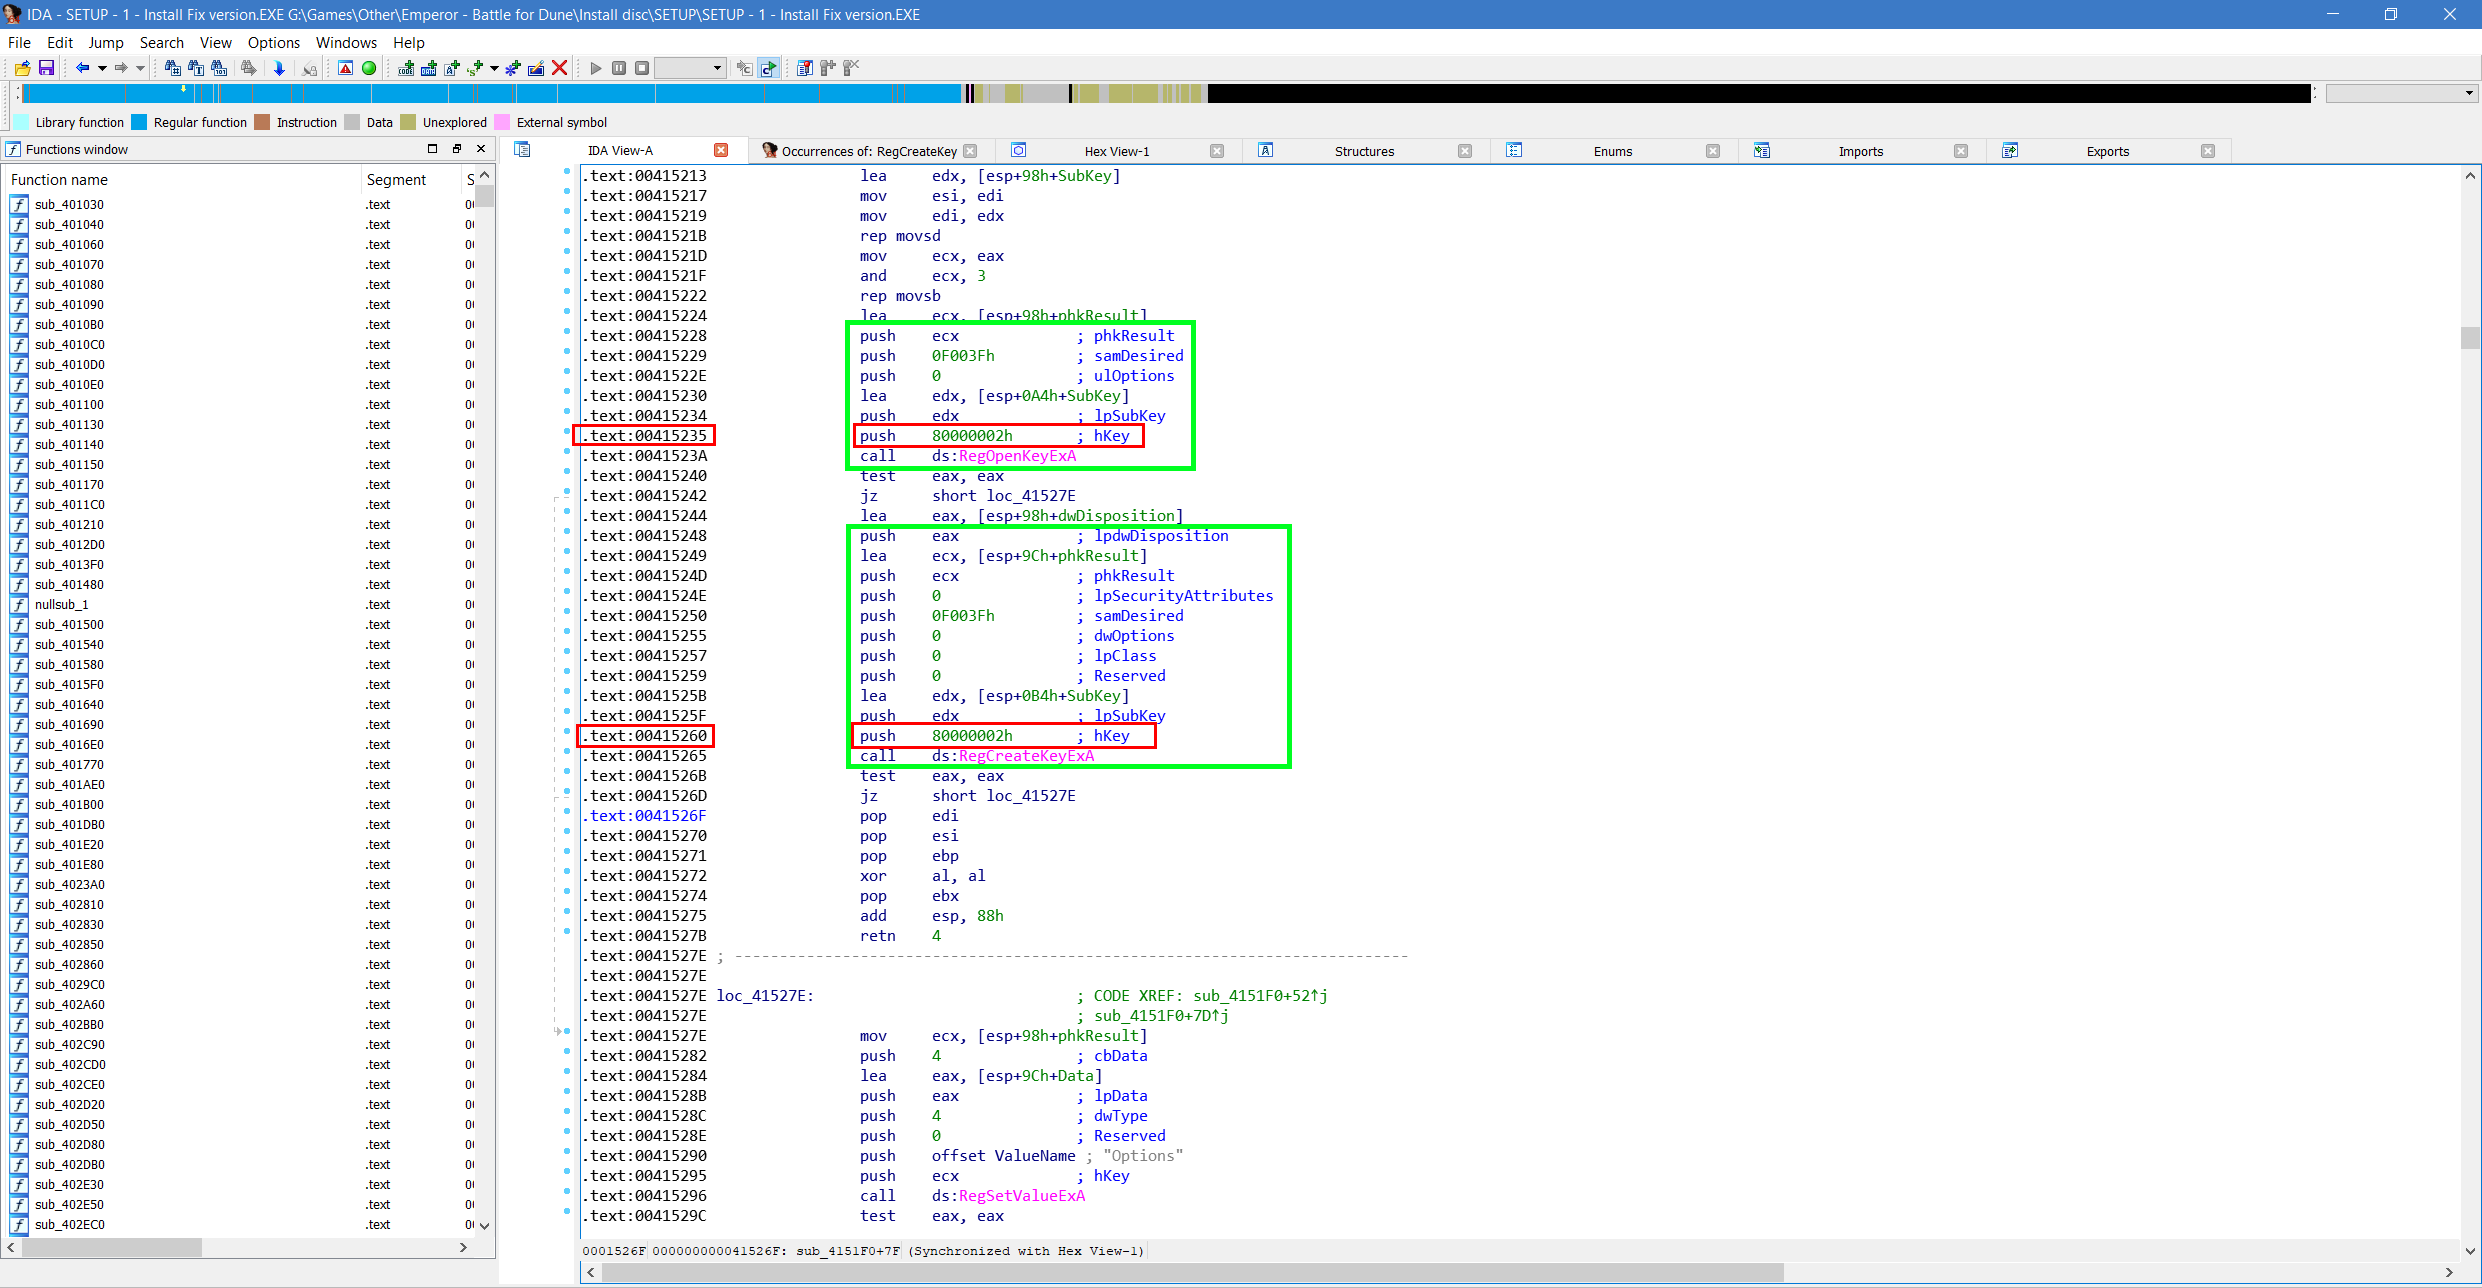 IDA - SETUP - 1 - Install Fix version.EXE G:\Games\Other\Emperor - Battle for Dune\Install disc\SETUP\SETUP - 1 - Install Fix version.EXE
File Edit Jump Search View Options Windows Help
Library function Regular function Instruction Data Unexplored External symbol
Functions window
IDA View-A Occurrences of: RegCreateKey Hex View-1 Structures Enums Imports Exports
Function name Segment S
sub_401030 .text 0
sub_401040 .text 0
sub_401060 .text 0
sub_401070 .text 0
sub_401080 .text 0
sub_401090 .text 0
sub_4010B0 .text 0
sub_4010C0 .text 0
sub_4010D0 .text 0
sub_4010E0 .text 0
sub_401100 .text 0
sub_401130 .text 0
sub_401140 .text 0
sub_401150 .text 0
sub_401170 .text 0
sub_4011C0 .text 0
sub_401210 .text 0
sub_4012D0 .text 0
sub_4013F0 .text 0
sub_401480 .text 0
nullsub_1 .text 0
sub_401500 .text 0
sub_401540 .text 0
sub_401580 .text 0
sub_4015F0 .text 0
sub_401640 .text 0
sub_401690 .text 0
sub_4016E0 .text 0
sub_401770 .text 0
sub_401AE0 .text 0
sub_401B00 .text 0
sub_401DB0 .text 0
sub_401E20 .text 0
sub_401E80 .text 0
sub_4023A0 .text 0
sub_402810 .text 0
sub_402830 .text 0
sub_402850 .text 0
sub_402860 .text 0
sub_4029C0 .text 0
sub_402A60 .text 0
sub_402BB0 .text 0
sub_402C90 .text 0
sub_402CD0 .text 0
sub_402CE0 .text 0
sub_402D20 .text 0
sub_402D50 .text 0
sub_402D80 .text 0
sub_402DB0 .text 0
sub_402E30 .text 0
sub_402E50 .text 0
sub_402EC0 .text 0
.text:00415213 lea edx, [esp+98h+SubKey]
.text:00415217 mov esi, edi
.text:00415219 mov edi, edx
.text:0041521B rep movsd
.text:0041521D mov ecx, eax
.text:0041521F and ecx, 3
.text:00415222 rep movsb
.text:00415224 lea ecx, [esp+98h+phkResult]
.text:00415228 push ecx ; phkResult
.text:00415229 push 0F003Fh ; samDesired
.text:0041522E push 0 ; ulOptions
.text:00415230 lea edx, [esp+0A4h+SubKey]
.text:00415234 push edx ; lpSubKey
.text:00415235 push 80000002h ; hKey
.text:0041523A call ds:RegOpenKeyExA
.text:00415240 test eax, eax
.text:00415242 jz short loc_41527E
.text:00415244 lea eax, [esp+98h+dwDisposition]
.text:00415248 push eax ; lpdwDisposition
.text:00415249 lea ecx, [esp+9Ch+phkResult]
.text:0041524D push ecx ; phkResult
.text:0041524E push 0 ; lpSecurityAttributes
.text:00415250 push 0F003Fh ; samDesired
.text:00415255 push 0 ; dwOptions
.text:00415257 push 0 ; lpClass
.text:00415259 push 0 ; Reserved
.text:0041525B lea edx, [esp+0B4h+SubKey]
.text:0041525F push edx ; lpSubKey
.text:00415260 push 80000002h ; hKey
.text:00415265 call ds:RegCreateKeyExA
.text:0041526B test eax, eax
.text:0041526D jz short loc_41527E
.text:0041526F pop edi
.text:00415270 pop esi
.text:00415271 pop ebp
.text:00415272 xor al, al
.text:00415274 pop ebx
.text:00415275 add esp, 88h
.text:0041527B retn 4
.text:0041527E ; ---------------------------------------------------------------------------
.text:0041527E
.text:0041527E loc_41527E: ; CODE XREF: sub_4151F0+52↑j
.text:0041527E ; sub_4151F0+7D↑j
.text:0041527E mov ecx, [esp+98h+phkResult]
.text:00415282 push 4 ; cbData
.text:00415284 lea eax, [esp+9Ch+Data]
.text:0041528B push eax ; lpData
.text:0041528C push 4 ; dwType
.text:0041528E push 0 ; Reserved
.text:00415290 push offset ValueName ; "Options"
.text:00415295 push ecx ; hKey
.text:00415296 call ds:RegSetValueExA
.text:0041529C test eax, eax
0001526F 000000000041526F: sub_4151F0+7F (Synchronized with Hex View-1)